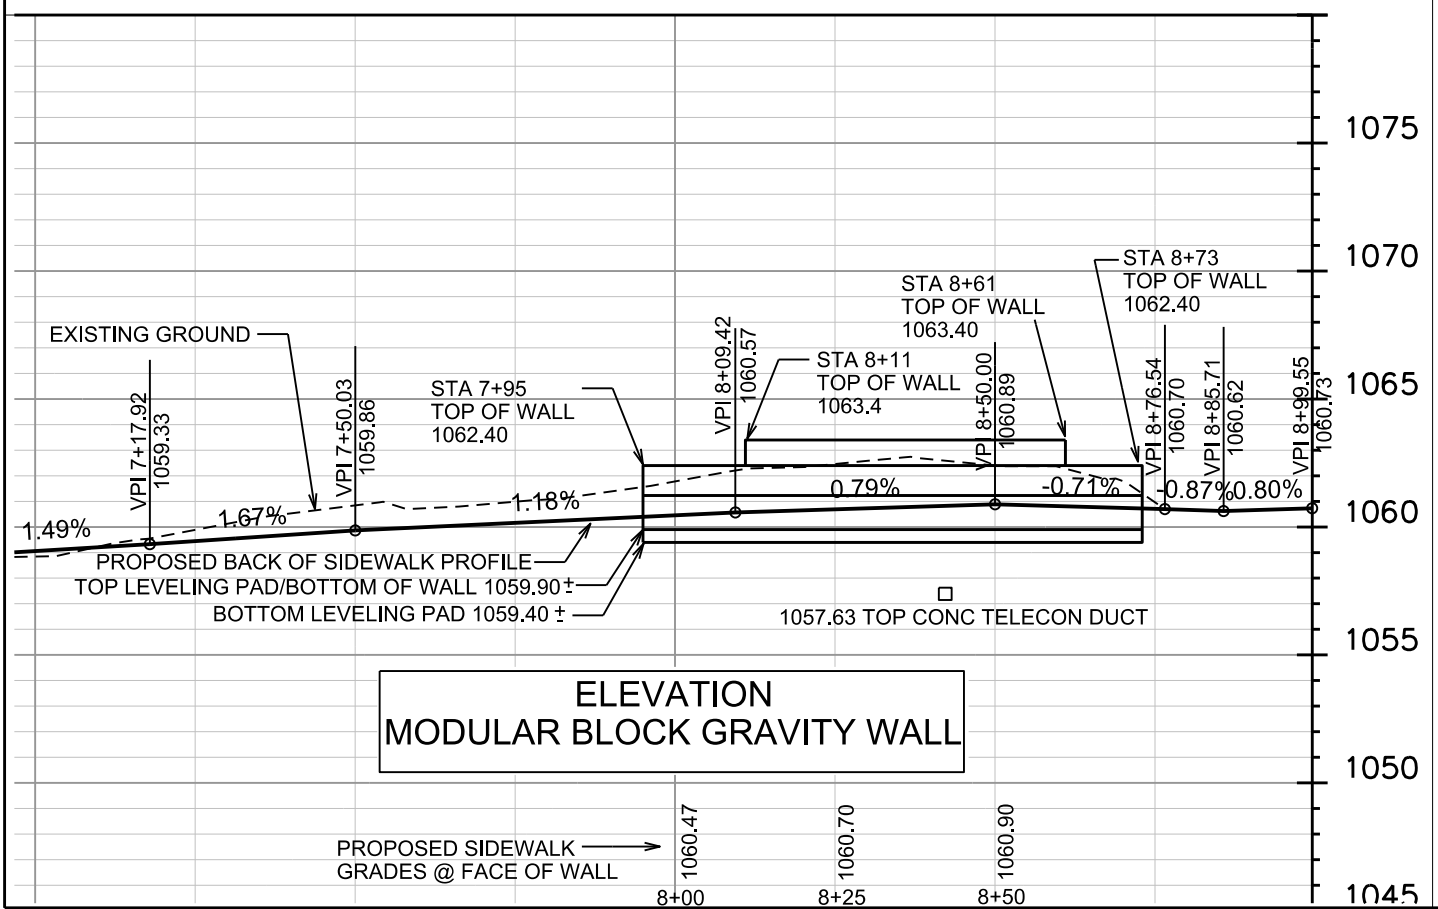 1075
1070
1065
1060
1055
1050
1045
EXISTING GROUND
VPI 7+17.92
1059.33
VPI 7+50.03
1059.86
STA 7+95
TOP OF WALL
1062.40
VPI 8+09.42
1060.57
STA 8+11
TOP OF WALL
1063.4
STA 8+61
TOP OF WALL
1063.40
VPI 8+50.00
1060.89
STA 8+73
TOP OF WALL
1062.40
VPI 8+76.54
1060.70
VPI 8+85.71
1060.62
VPI 8+99.55
1060.73
1.49%
1.67%
1.18%
0.79%
-0.71%
-0.87%
0.80%
PROPOSED BACK OF SIDEWALK PROFILE
TOP LEVELING PAD/BOTTOM OF WALL 1059.90 ±
BOTTOM LEVELING PAD 1059.40 ±
1057.63 TOP CONC TELECON DUCT
ELEVATION
MODULAR BLOCK GRAVITY WALL
PROPOSED SIDEWALK
GRADES @ FACE OF WALL
1060.47
1060.70
1060.90
8+00
8+25
8+50